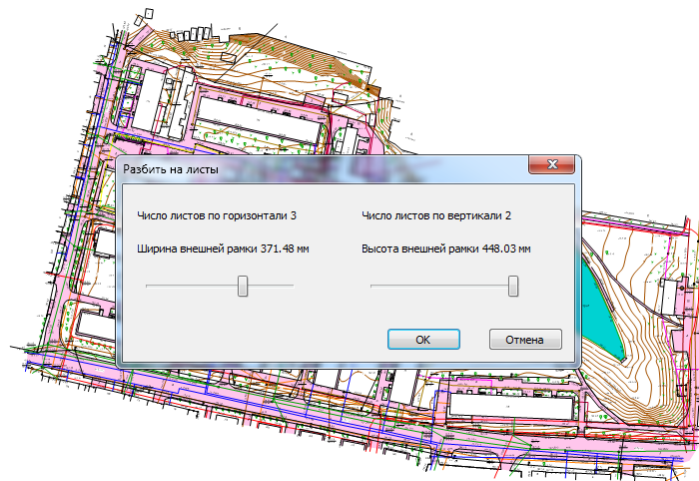 Разбить на листы
Число листов по горизонтали 3
Число листов по вертикали 2
Ширина внешней рамки 371.48 мм
Высота внешней рамки 448.03 мм
OK
Отмена